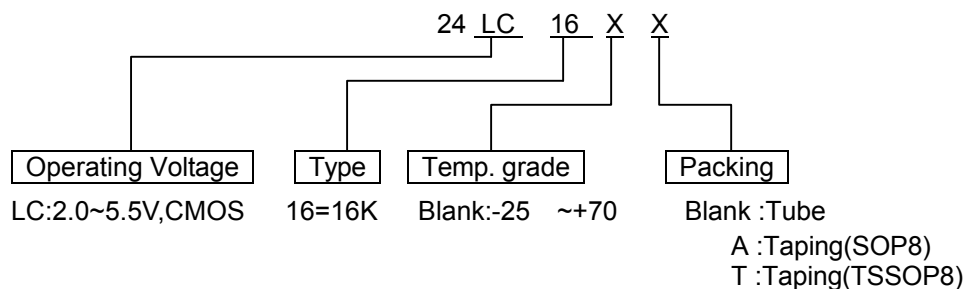 24 LC 16 X X
Operating Voltage Type Temp. grade Packing
LC:2.0~5.5V,CMOS 16=16K Blank:-25 ~+70 Blank :Tube
A :Taping(SOP8)
T :Taping(TSSOP8)